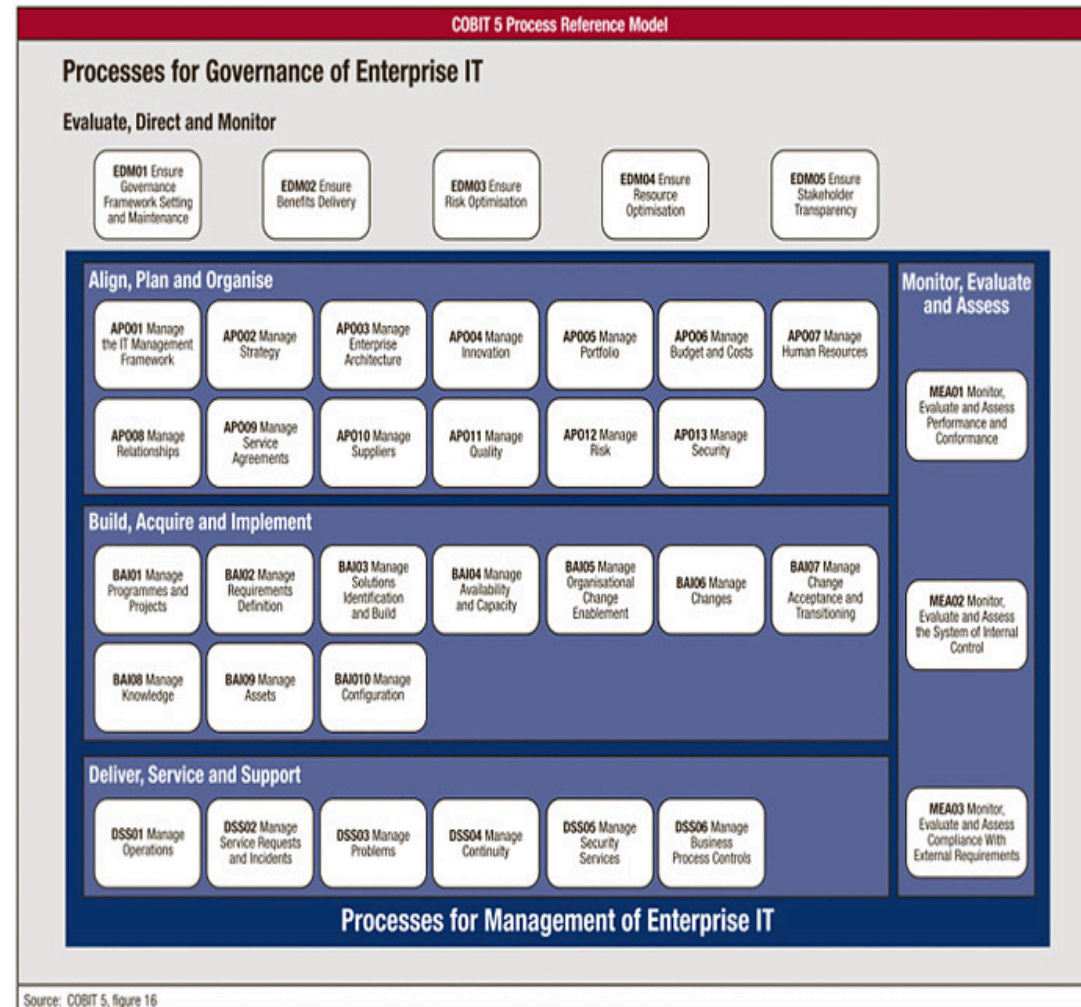 COBIT 5 Process Reference Model
Processes for Governance of Enterprise IT
Evaluate, Direct and Monitor
EDM01 Ensure
Governance
Framework Setting
and Maintenance
EDM02 Ensure
Benefits Delivery
EDM03 Ensure
Risk Optimisation
EDM04 Ensure
Resource
Optimisation
EDM05 Ensure
Stakeholder
Transparency
Align, Plan and Organise
APO01 Manage
the IT Management
Framework
APO02 Manage
Strategy
APO03 Manage
Enterprise
Architecture
APO04 Manage
Innovation
APO05 Manage
Portfolio
APO06 Manage
Budget and Costs
APO07 Manage
Human Resources
APO08 Manage
Relationships
APO09 Manage
Service
Agreements
APO10 Manage
Suppliers
APO11 Manage
Quality
APO12 Manage
Risk
APO13 Manage
Security
Build, Acquire and Implement
BAI01 Manage
Programmes and
Projects
BAI02 Manage
Requirements
Definition
BAI03 Manage
Solutions
Identification
and Build
BAI04 Manage
Availability
and Capacity
BAI05 Manage
Organisational
Change
Enablement
BAI06 Manage
Changes
BAI07 Manage
Change
Acceptance and
Transitioning
BAI08 Manage
Knowledge
BAI09 Manage
Assets
BAI010 Manage
Configuration
Deliver, Service and Support
DSS01 Manage
Operations
DSS02 Manage
Service Requests
and Incidents
DSS03 Manage
Problems
DSS04 Manage
Continuity
DSS05 Manage
Security
Services
DSS06 Manage
Business
Process Controls
Monitor, Evaluate
and Assess
MEA01 Monitor,
Evaluate and Assess
Performance and
Conformance
MEA02 Monitor,
Evaluate and Assess
the System of Internal
Control
MEA03 Monitor,
Evaluate and Assess
Compliance With
External Requirements
Processes for Management of Enterprise IT
Source: COBIT 5, figure 16